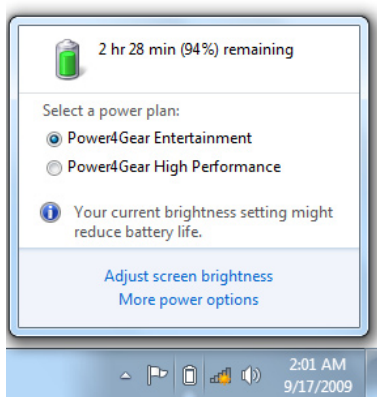 2 hr 28 min (94%) remaining
Select a power plan:
Power4Gear Entertainment
Power4Gear High Performance
Your current brightness setting might
reduce battery life.
Adjust screen brightness
More power options
2:01 AM
9/17/2009